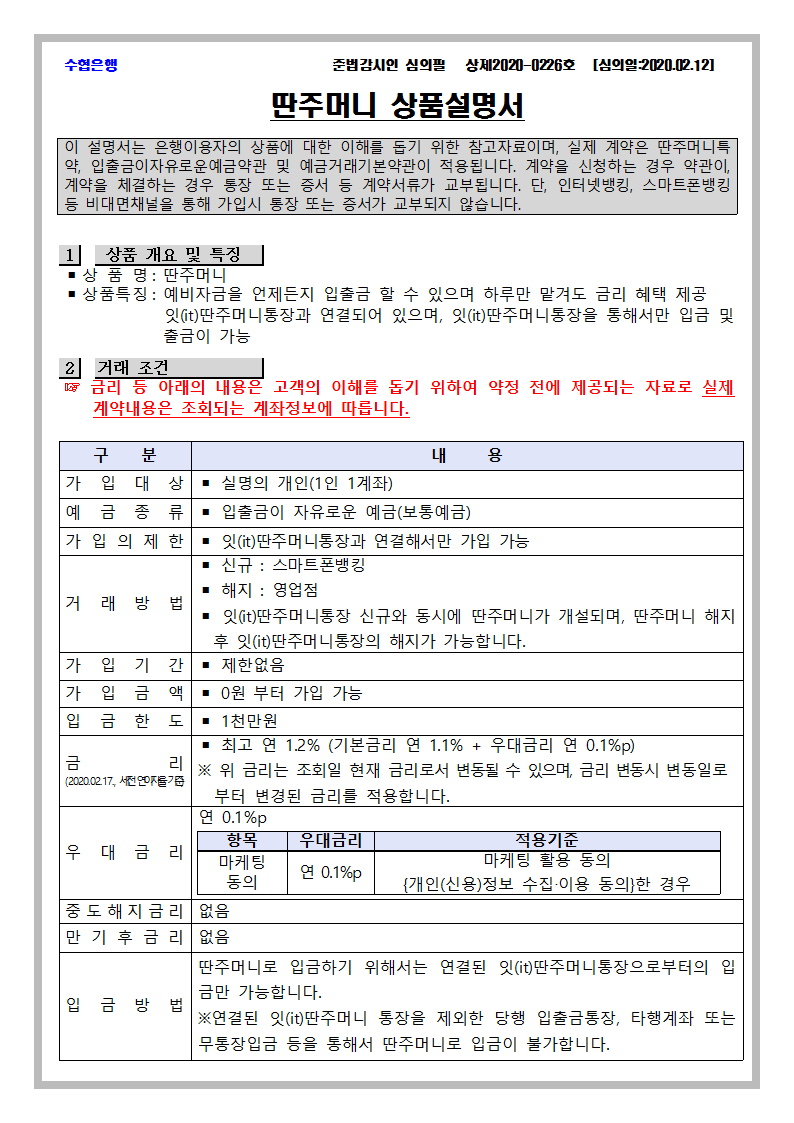 수협은행 준법감시인 심의필 상제2020-0226호 [심의일:2020.02.12]
딴주머니 상품설명서
이 설명서는 은행이용자의 상품에 대한 이해를 돕기 위한 참고자료이며, 실제 계약은 딴주머니특
약, 입출금이자유로운예금약관 및 예금거래기본약관이 적용됩니다. 계약을 신청하는 경우 약관이,
계약을 체결하는 경우 통장 또는 증서 등 계약서류가 교부됩니다. 단, 인터넷뱅킹, 스마트폰뱅킹
등 비대면채널을 통해 가입시 통장 또는 증서가 교부되지 않습니다.
1 상품 개요 및 특징
▪ 상 품 명 : 딴주머니
▪ 상품특징 : 예비자금을 언제든지 입출금 할 수 있으며 하루만 맡겨도 금리 혜택 제공
잇(it)딴주머니통장과 연결되어 있으며, 잇(it)딴주머니통장을 통해서만 입금 및
출금이 가능
2 거래 조건
☞ 금리 등 아래의 내용은 고객의 이해를 돕기 위하여 약정 전에 제공되는 자료로 실제
계약내용은 조회되는 계좌정보에 따릅니다.
구 분 내 용
가 입 대 상 ▪ 실명의 개인(1인 1계좌)
예 금 종 류 ▪ 입출금이 자유로운 예금(보통예금)
가 입 의 제 한 ▪ 잇(it)딴주머니통장과 연결해서만 가입 가능
거 래 방 법 ▪ 신규 : 스마트폰뱅킹
▪ 해지 : 영업점
▪ 잇(it)딴주머니통장 신규와 동시에 딴주머니가 개설되며, 딴주머니 해지
후 잇(it)딴주머니통장의 해지가 가능합니다.
가 입 기 간 ▪ 제한없음
가 입 금 액 ▪ 0원 부터 가입 가능
입 금 한 도 ▪ 1천만원
금 리 ▪ 최고 연 1.2% (기본금리 연 1.1% + 우대금리 연 0.1%p)
(2020.02.17., 세전 연이자율기준) ※ 위 금리는 조회일 현재 금리로서 변동될 수 있으며, 금리 변동시 변동일로
부터 변경된 금리를 적용합니다.
우 대 금 리 연 0.1%p
항목 우대금리 적용기준
마케팅 동의 연 0.1%p 마케팅 활용 동의
{개인(신용)정보 수집·이용 동의}한 경우
중 도 해 지 금 리 없음
만 기 후 금 리 없음
입 금 방 법 딴주머니로 입금하기 위해서는 연결된 잇(it)딴주머니통장으로부터의 입
금만 가능합니다.
※연결된 잇(it)딴주머니 통장을 제외한 당행 입출금통장, 타행계좌 또는
무통장입금 등을 통해서 딴주머니로 입금이 불가합니다.